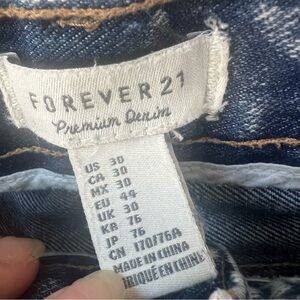 FOREVER 21
Premium Denim
US 30
CA 30
MX 30
EU 44
UK 30
KR 76
JP 76
CN 170/76A
MADE IN CHINA
FABRIQUÉ EN CHINE